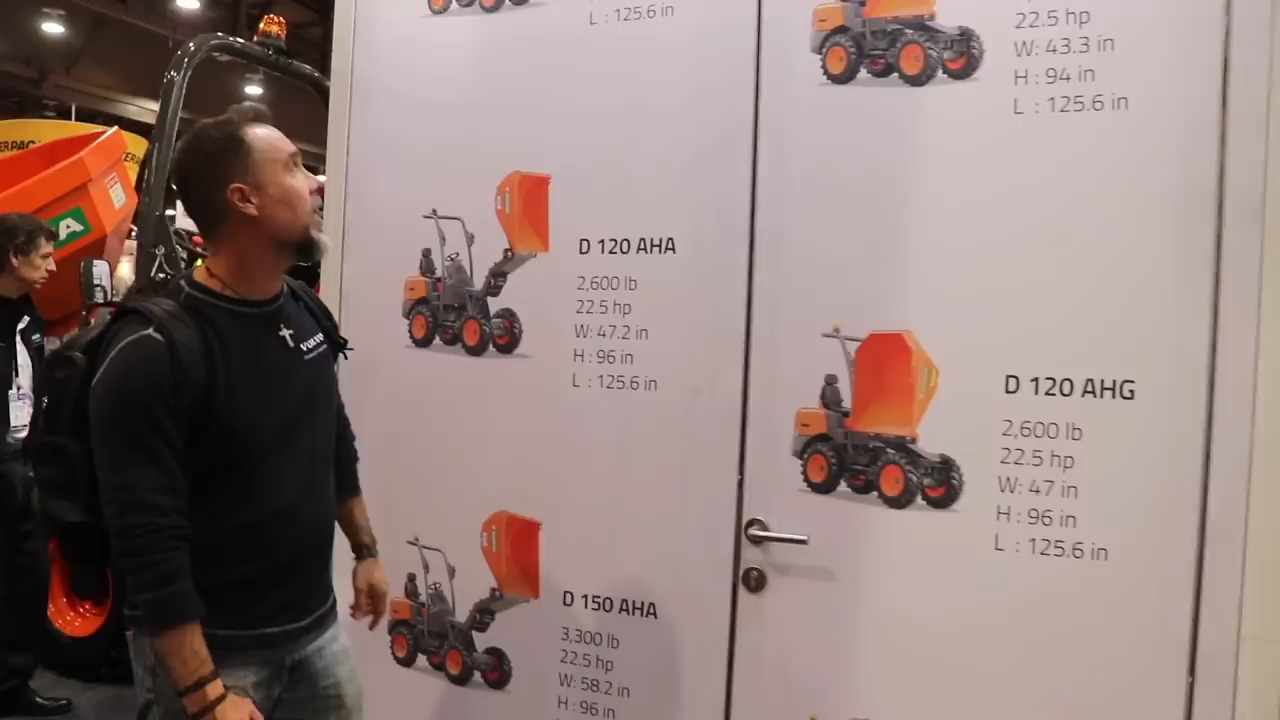 L : 125.6 in
22.5 hp
W: 43.3 in
H : 94 in
L : 125.6 in
D 120 AHA
2,600 lb
22.5 hp
W: 47.2 in
H : 96 in
L : 125.6 in
D 120 AHG
2,600 lb
22.5 hp
W: 47 in
H : 96 in
L : 125.6 in
D 150 AHA
3,300 lb
22.5 hp
W: 58.2 in
H : 96 in
VOLVO